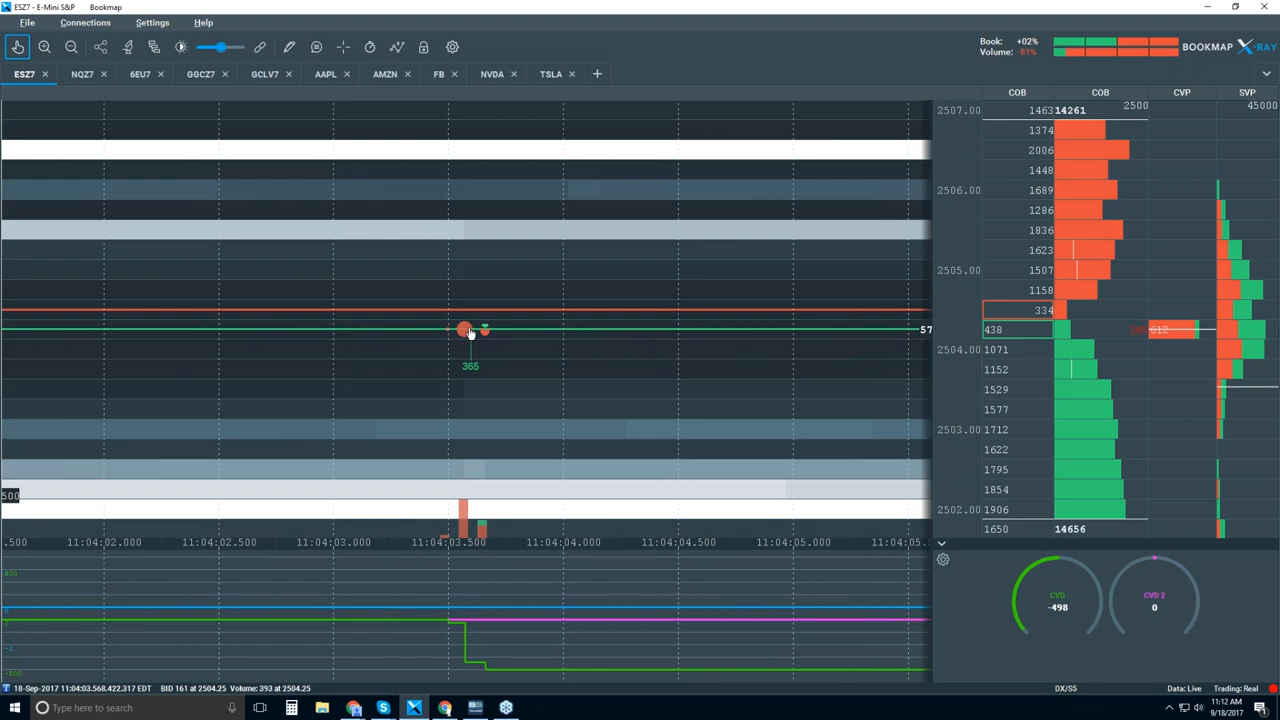 ESZ7 - E-Mini S&P Bookmap
File Connections Settings Help
Book: +02%
Volume: -81%
BOOKMAP X-RAY
ESZ7 NQZ7 6EU7 GGCZ7 GCLV7 AAPL AMZN FB NVDA TSLA
COB COB CVP SVP
2507.00 1463 14261 2500 45000
1374
2006
1448
2506.00 1689
1286
1836
1623
2505.00 1507
1158
334
57 438 612
2504.00 1071
365
1152
1529
1577
2503.00 1712
1622
1795
500 1854
2502.00 1906
1650 14656
.500 11:04:02.000 11:04:02.500 11:04:03.000 11:04:03.500 11:04:04.000 11:04:04.500 11:04:05.000 11:04:05.
500
0
CVD
-498
CVD 2
0
-500
18-Sep-2017 11:04:03.568.422.317 EDT BID 161 at 2504.25 Volume: 393 at 2504.25 DX/S5 Data: Live Trading: Real
Type here to search
11:12 AM
9/18/2017